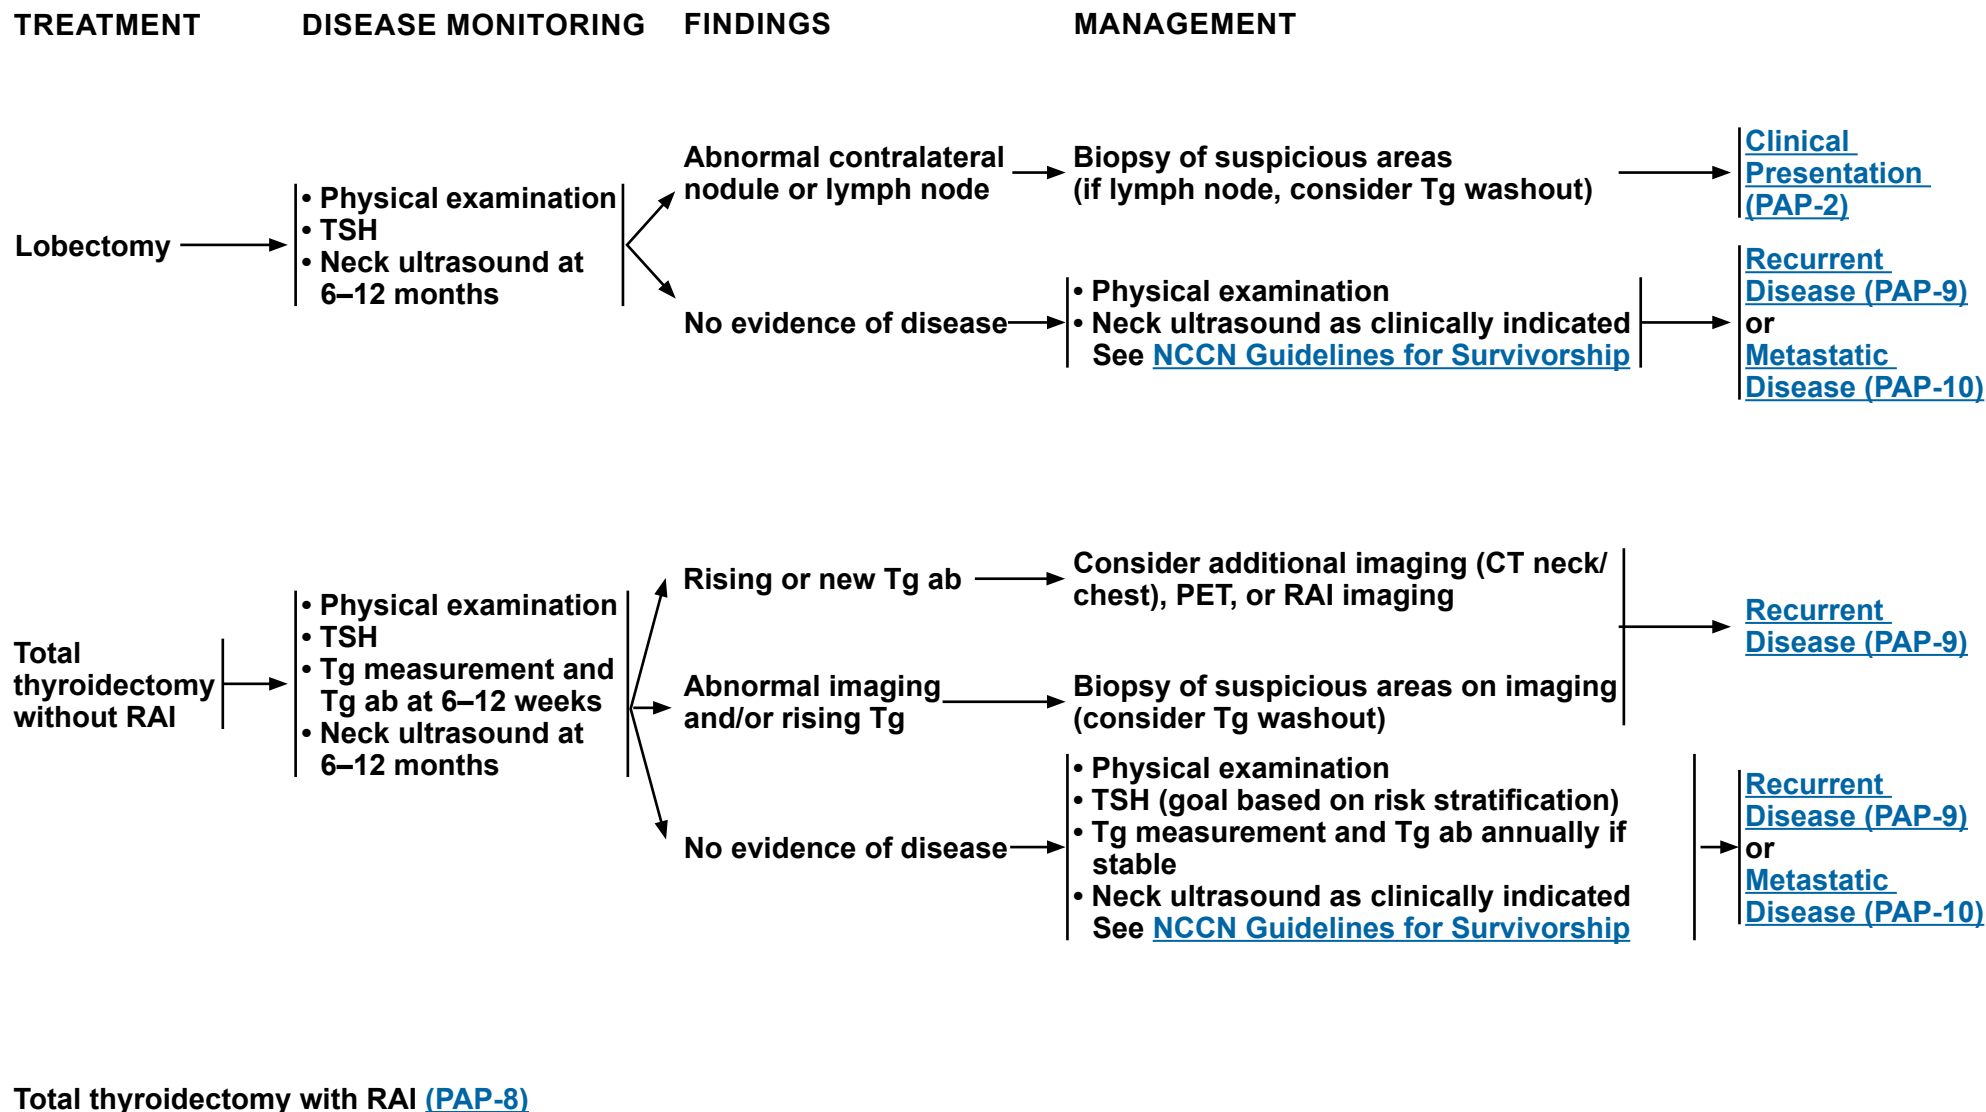 TREATMENT
DISEASE MONITORING
FINDINGS
MANAGEMENT
Lobectomy
• Physical examination
• TSH
• Neck ultrasound at
6–12 months
Abnormal contralateral
nodule or lymph node
Biopsy of suspicious areas
(if lymph node, consider Tg washout)
Clinical
Presentation
(PAP-2)
No evidence of disease
• Physical examination
• Neck ultrasound as clinically indicated
See NCCN Guidelines for Survivorship
Recurrent
Disease (PAP-9)
or
Metastatic
Disease (PAP-10)
Total
thyroidectomy
without RAI
• Physical examination
• TSH
• Tg measurement and
Tg ab at 6–12 weeks
• Neck ultrasound at
6–12 months
Rising or new Tg ab
Consider additional imaging (CT neck/
chest), PET, or RAI imaging
Abnormal imaging
and/or rising Tg
Biopsy of suspicious areas on imaging
(consider Tg washout)
Recurrent
Disease (PAP-9)
No evidence of disease
• Physical examination
• TSH (goal based on risk stratification)
• Tg measurement and Tg ab annually if
stable
• Neck ultrasound as clinically indicated
See NCCN Guidelines for Survivorship
Recurrent
Disease (PAP-9)
or
Metastatic
Disease (PAP-10)
Total thyroidectomy with RAI (PAP-8)